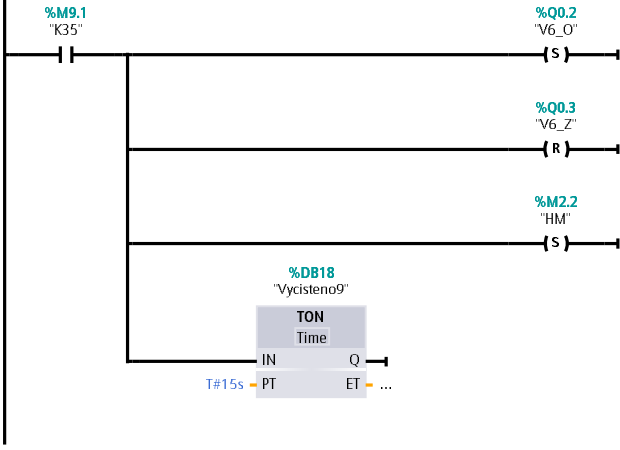 %M9.1
"K35"
%Q0.2
"V6_O"
S
%Q0.3
"V6_Z"
R
%M2.2
"HM"
S
%DB18
"Vycisteno9"
TON
Time
IN
Q
T#15s
PT
ET
...